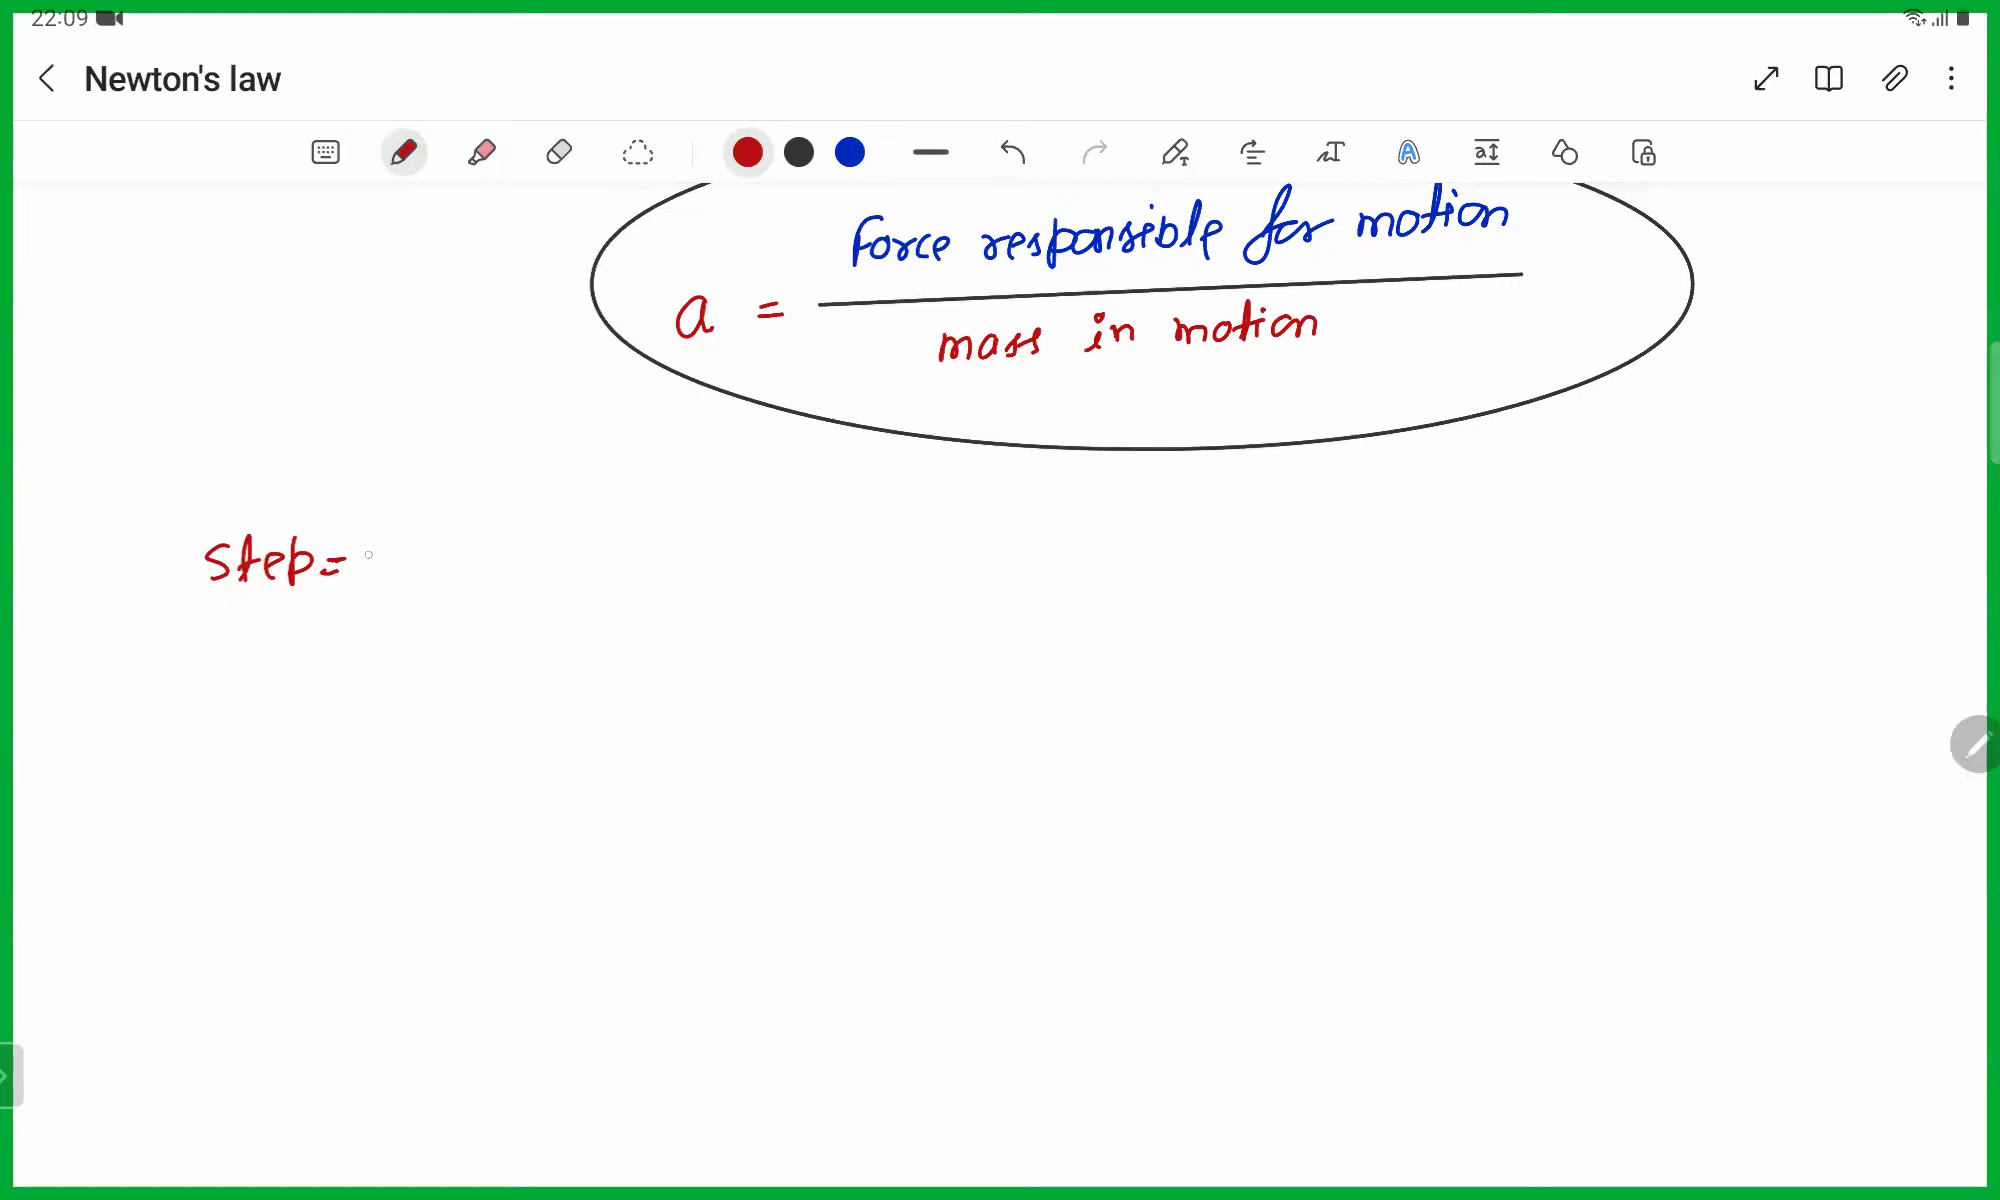 22:09
Newton's law
Force responsible for motion
a =
mass in motion
Step=